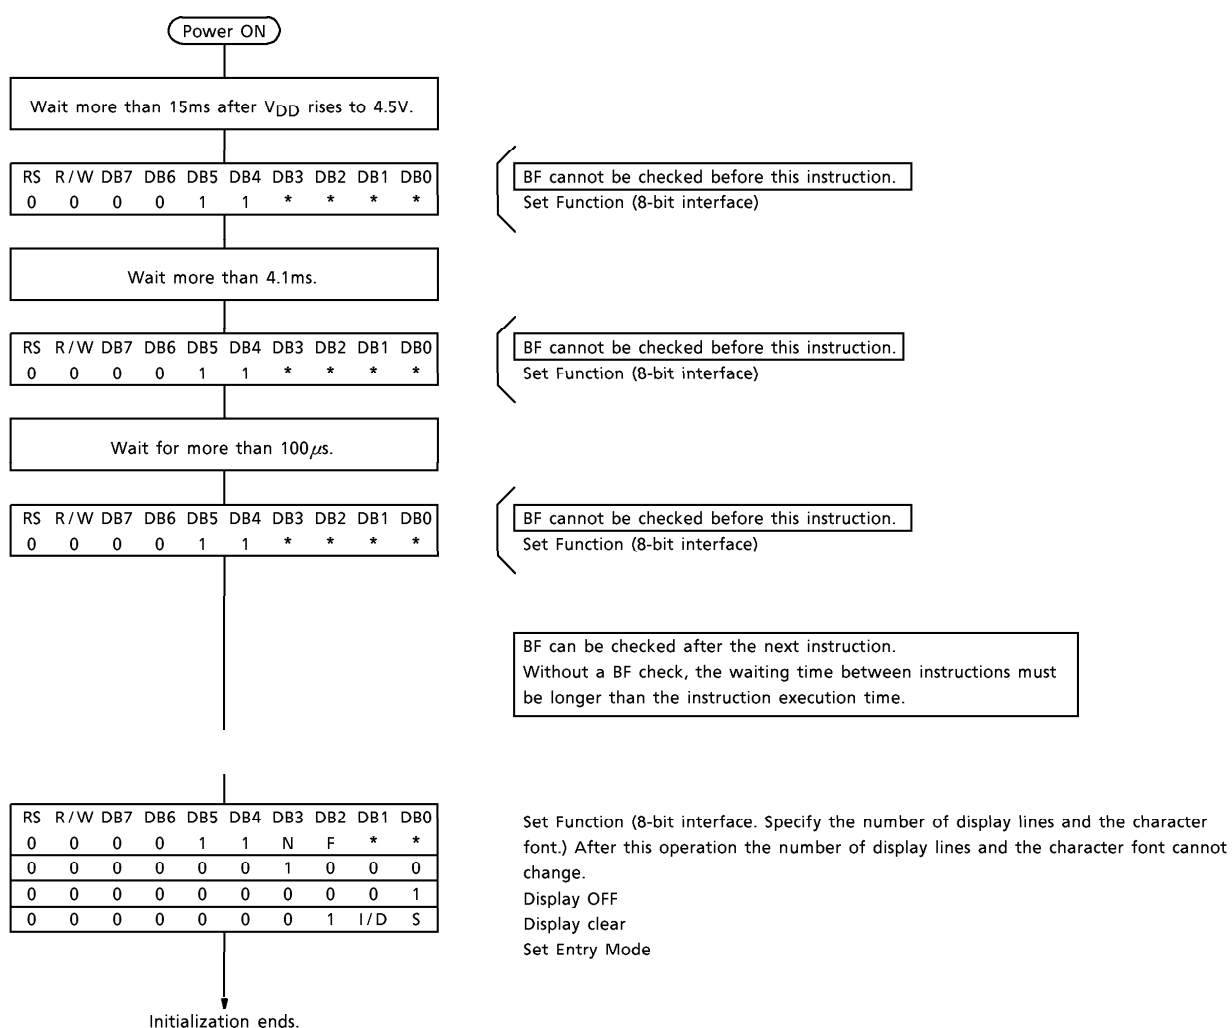 Power ON
Wait more than 15ms after VDD rises to 4.5V.
RS R/W DB7 DB6 DB5 DB4 DB3 DB2 DB1 DB0
0 0 0 0 1 1 * * * *
BF cannot be checked before this instruction.
Set Function (8-bit interface)
Wait more than 4.1ms.
RS R/W DB7 DB6 DB5 DB4 DB3 DB2 DB1 DB0
0 0 0 0 1 1 * * * *
BF cannot be checked before this instruction.
Set Function (8-bit interface)
Wait for more than 100μs.
RS R/W DB7 DB6 DB5 DB4 DB3 DB2 DB1 DB0
0 0 0 0 1 1 * * * *
BF cannot be checked before this instruction.
Set Function (8-bit interface)
BF can be checked after the next instruction.
Without a BF check, the waiting time between instructions must
be longer than the instruction execution time.
RS R/W DB7 DB6 DB5 DB4 DB3 DB2 DB1 DB0
0 0 0 0 1 1 N F * *
0 0 0 0 0 0 1 0 0 0
0 0 0 0 0 0 0 0 0 1
0 0 0 0 0 0 0 1 I/D S
Set Function (8-bit interface. Specify the number of display lines and the character
font.) After this operation the number of display lines and the character font cannot
change.
Display OFF
Display clear
Set Entry Mode
Initialization ends.